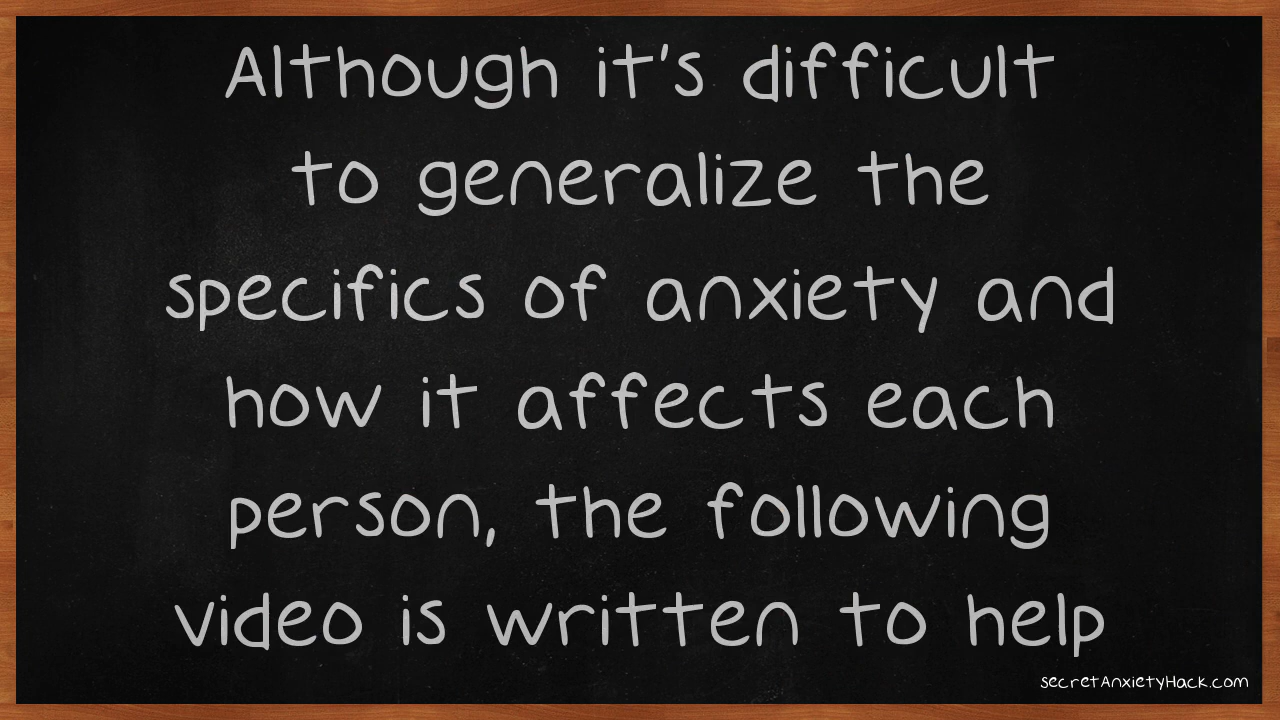 Although it's difficult
to generalize the
specifics of anxiety and
how it affects each
person, the following
video is written to help
secretAnxietyHack.com